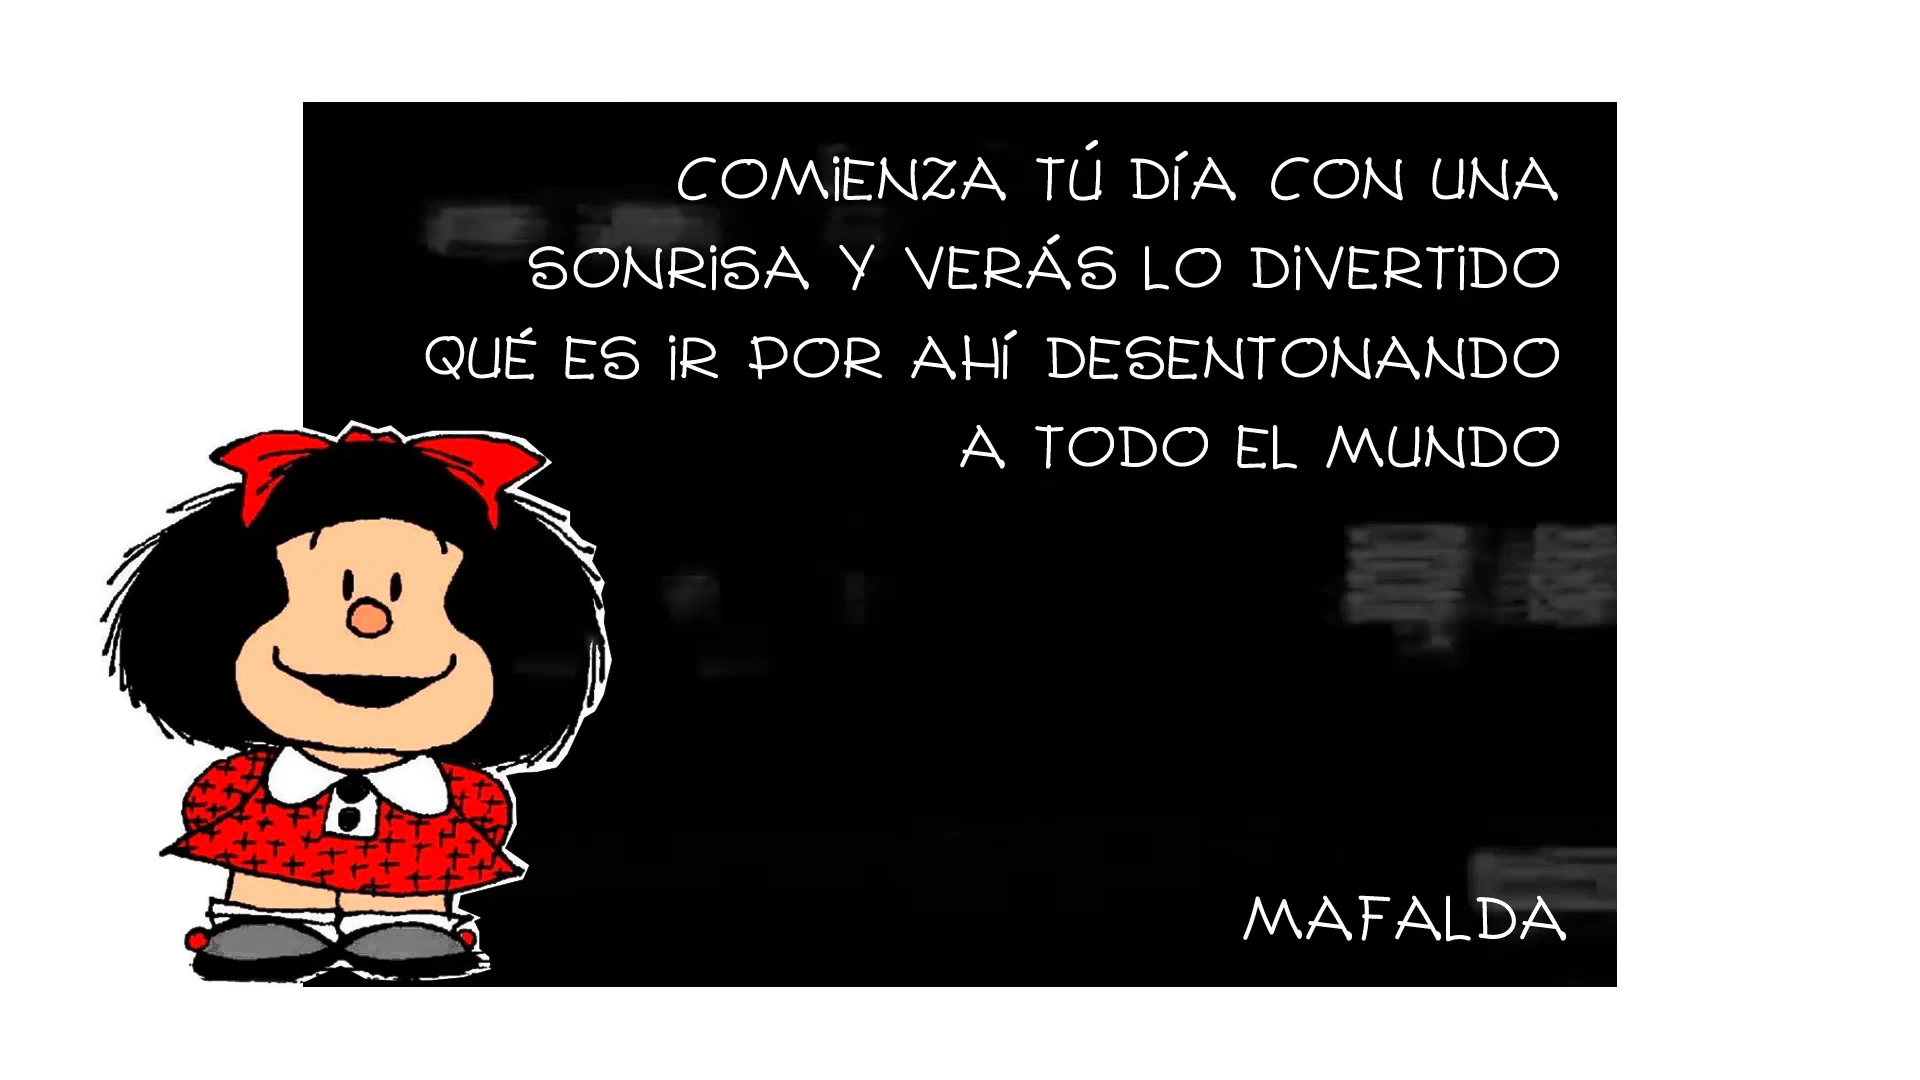 COMiENZA TÚ DÍA CON UNA
SONRiSA Y VERÁS LO DiVERTiDO
QUÉ ES iR POR AHÍ DESENTONANDO
A TODO EL MUNDO
MAFALDA